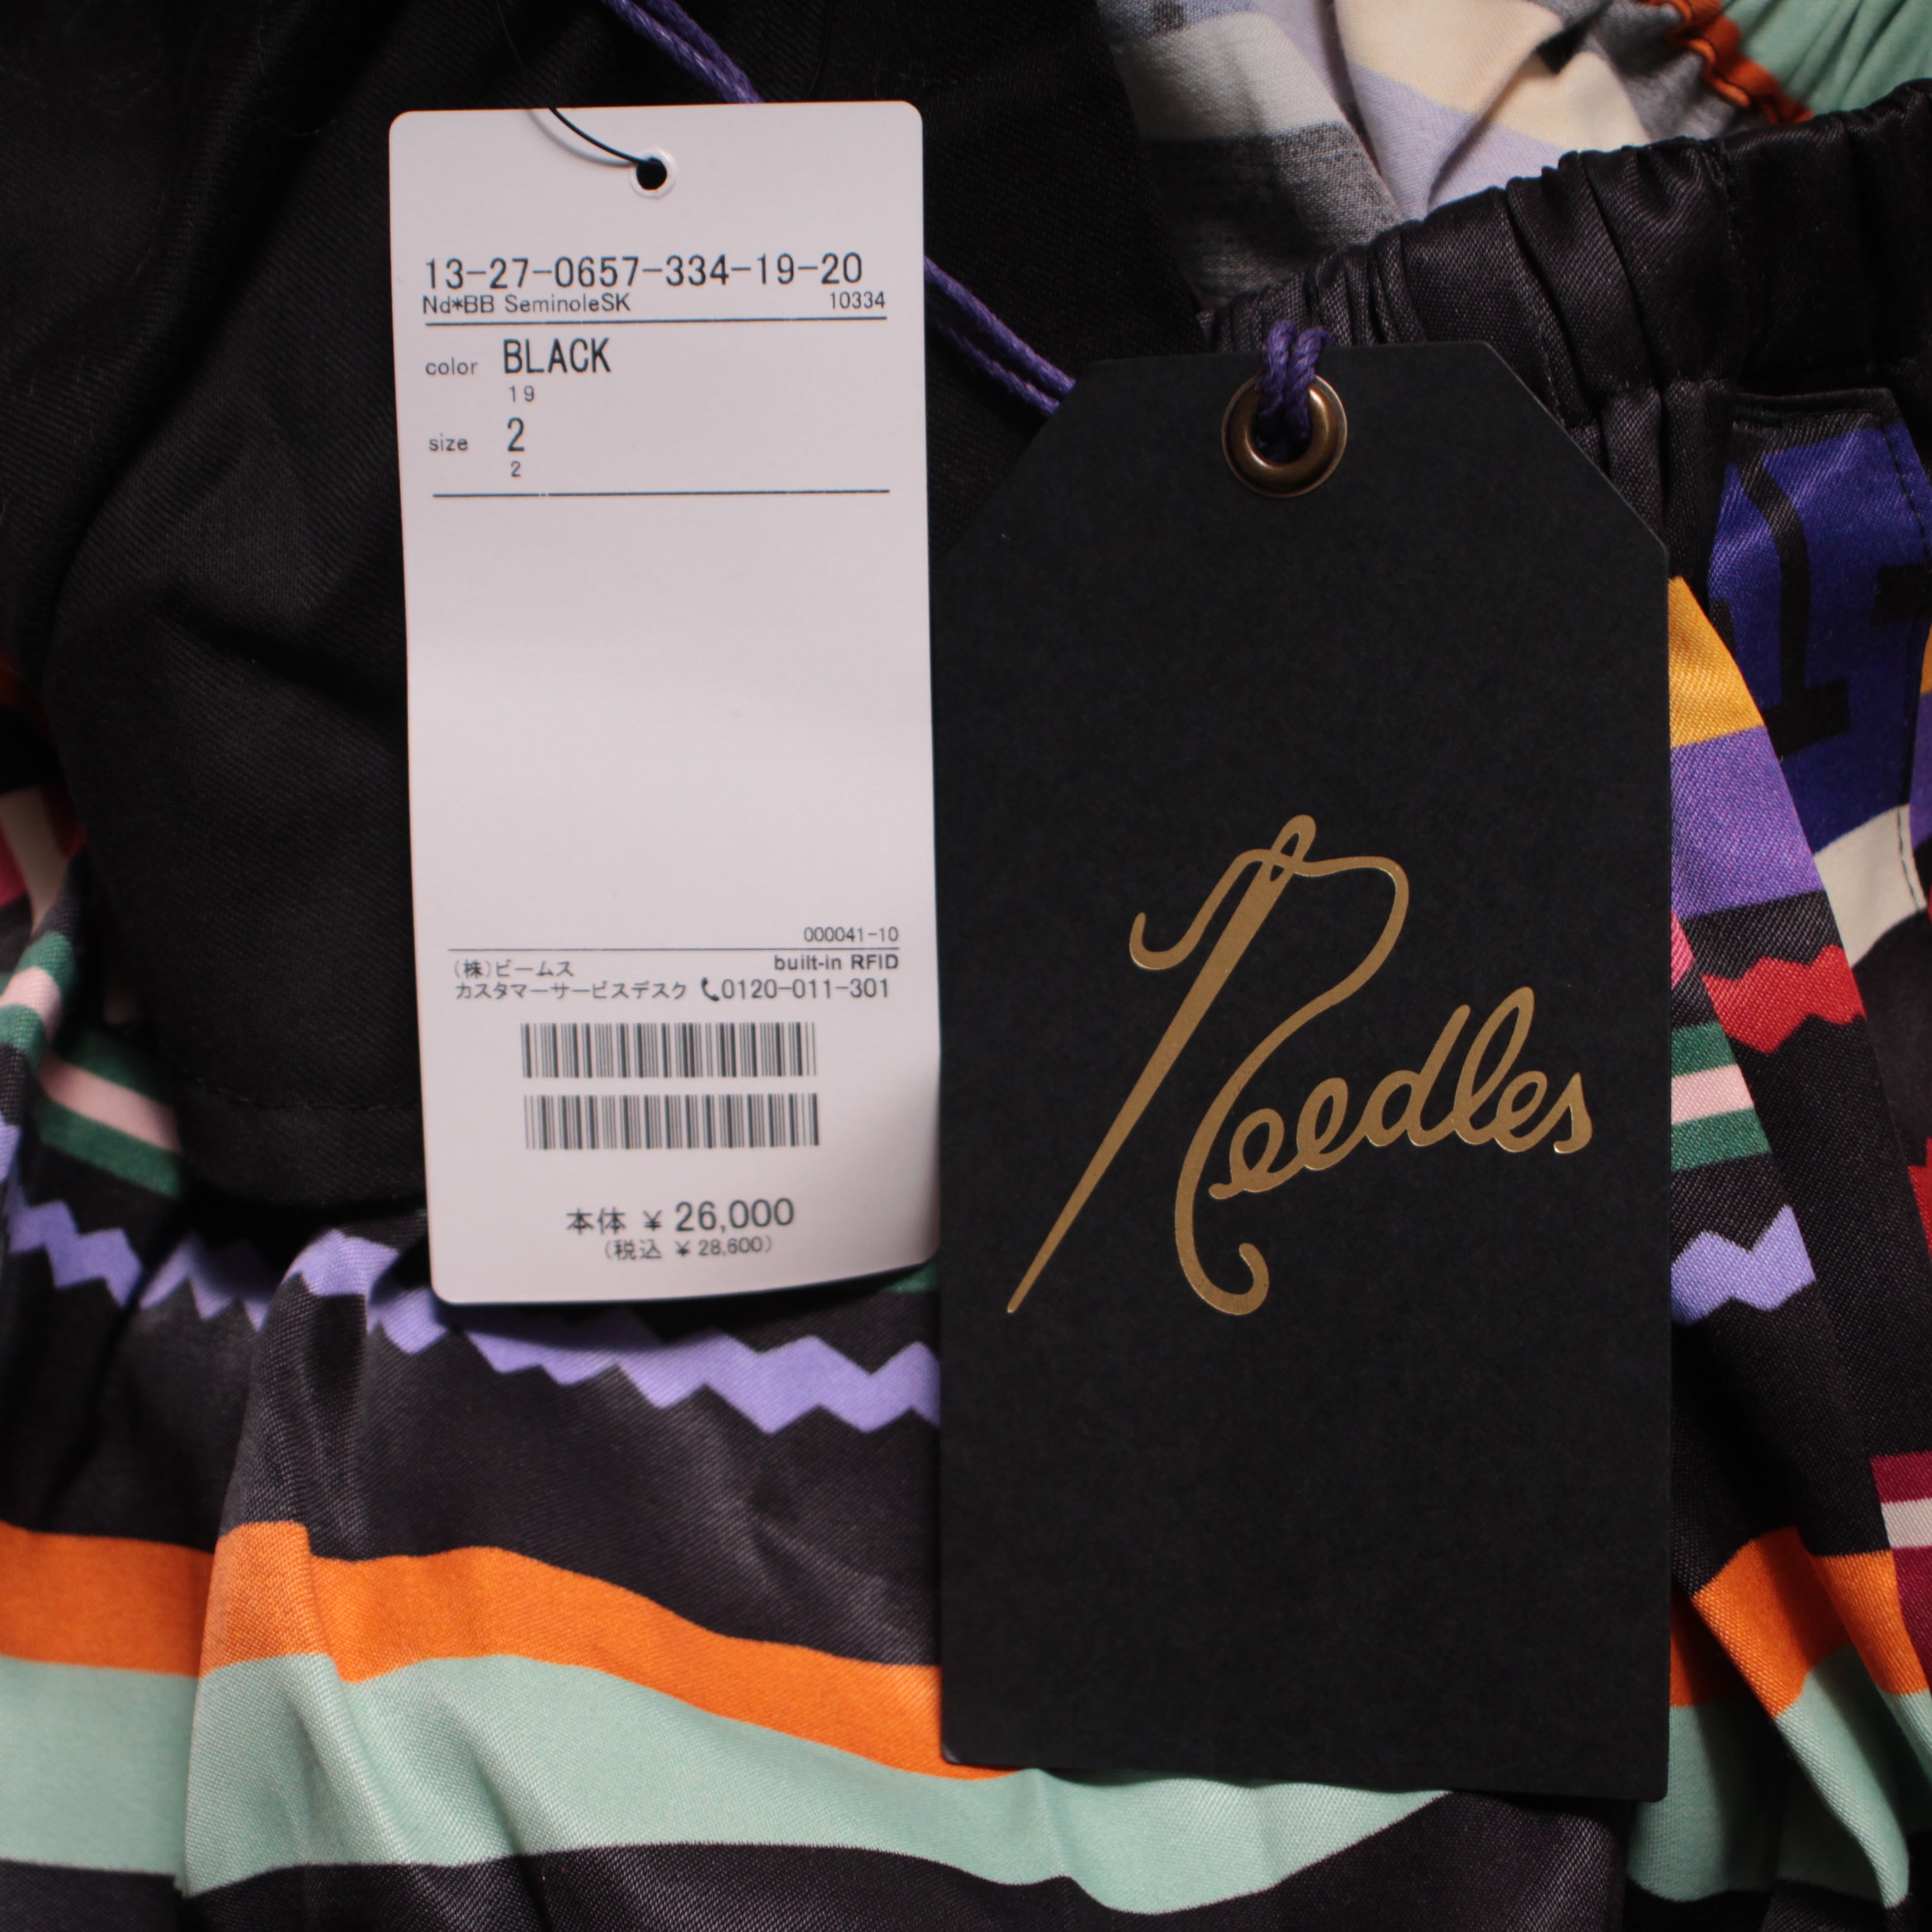 13-27-0657-334-19-20
Nd*BB SeminoleSK 10334
color BLACK
19
size 2
2
000041-10
(株)ビームス built-in RFID
カスタマーサービスデスク 0120-011-301
本体 ¥ 26,000
(税込 ¥ 28,600)
Needles